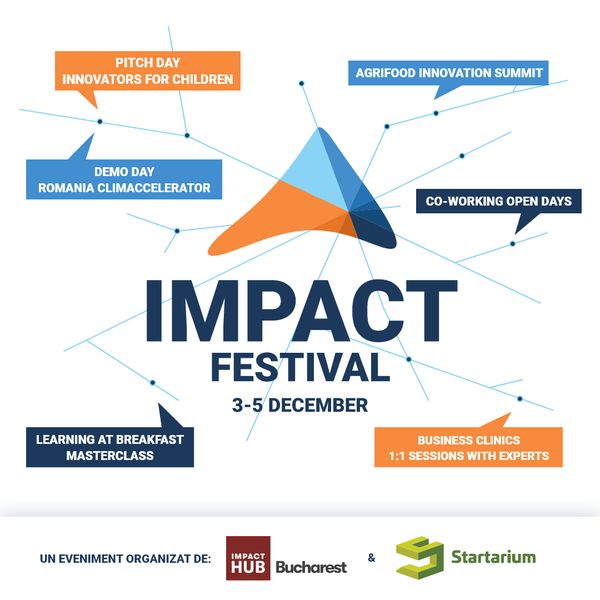 PITCH DAY
INNOVATORS FOR CHILDREN
AGRIFOOD INNOVATION SUMMIT
DEMO DAY
ROMANIA CLIMACCELERATOR
CO-WORKING OPEN DAYS
IMPACT
FESTIVAL
3-5 DECEMBER
LEARNING AT BREAKFAST
MASTERCLASS
BUSINESS CLINICS
1:1 SESSIONS WITH EXPERTS
UN EVENIMENT ORGANIZAT DE:
IMPACT
HUB
Bucharest
&
Startarium